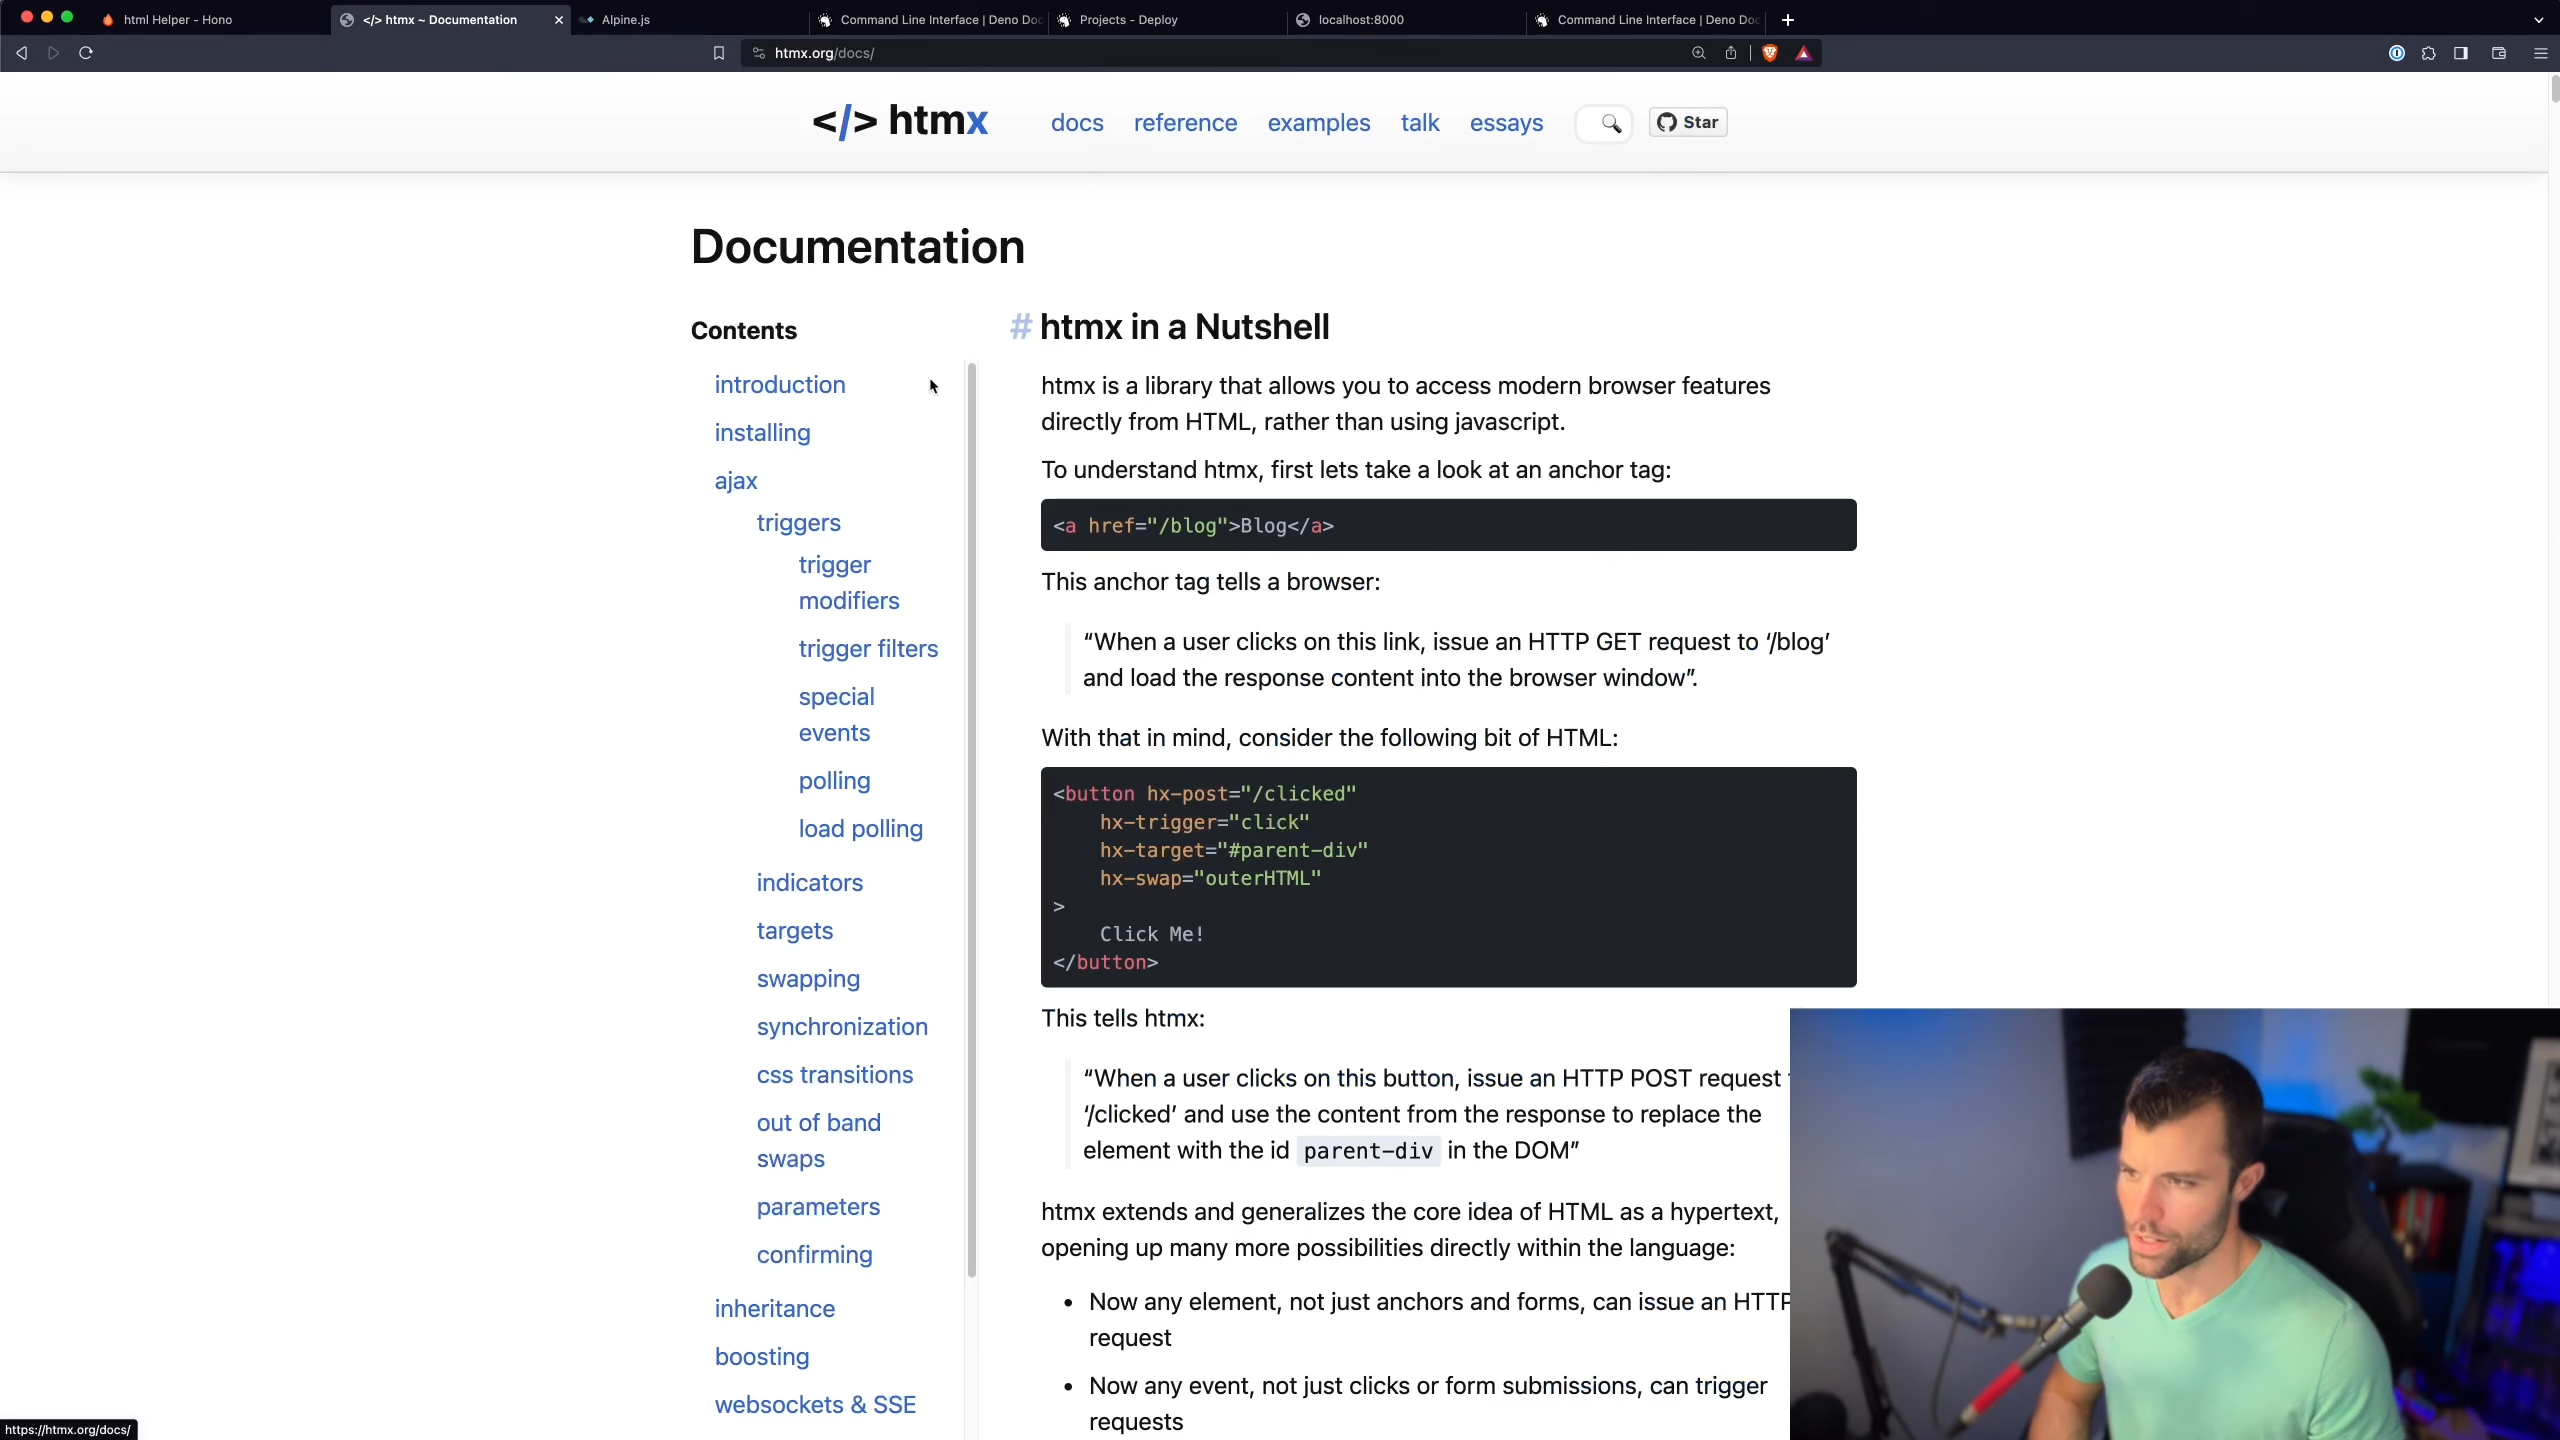 html Helper - Hono
</> htmx ~ Documentation
Alpine.js
Command Line Interface | Deno Doc
Projects - Deploy
localhost:8000
Command Line Interface | Deno Doc
htmx.org/docs/
</> htmx
docs
reference
examples
talk
essays
Star
Documentation
Contents
introduction
installing
ajax
triggers
trigger
modifiers
trigger filters
special
events
polling
load polling
indicators
targets
swapping
synchronization
css transitions
out of band
swaps
parameters
confirming
inheritance
boosting
websockets & SSE
# htmx in a Nutshell
htmx is a library that allows you to access modern browser features
directly from HTML, rather than using javascript.
To understand htmx, first lets take a look at an anchor tag:
<a href="/blog">Blog</a>
This anchor tag tells a browser:
“When a user clicks on this link, issue an HTTP GET request to ‘/blog’
and load the response content into the browser window”.
With that in mind, consider the following bit of HTML:
<button hx-post="/clicked"
hx-trigger="click"
hx-target="#parent-div"
hx-swap="outerHTML"
>
Click Me!
</button>
This tells htmx:
“When a user clicks on this button, issue an HTTP POST request
‘/clicked’ and use the content from the response to replace the
element with the id parent-div in the DOM”
htmx extends and generalizes the core idea of HTML as a hypertext,
opening up many more possibilities directly within the language:
• Now any element, not just anchors and forms, can issue an HTTP
request
• Now any event, not just clicks or form submissions, can trigger
requests
https://htmx.org/docs/